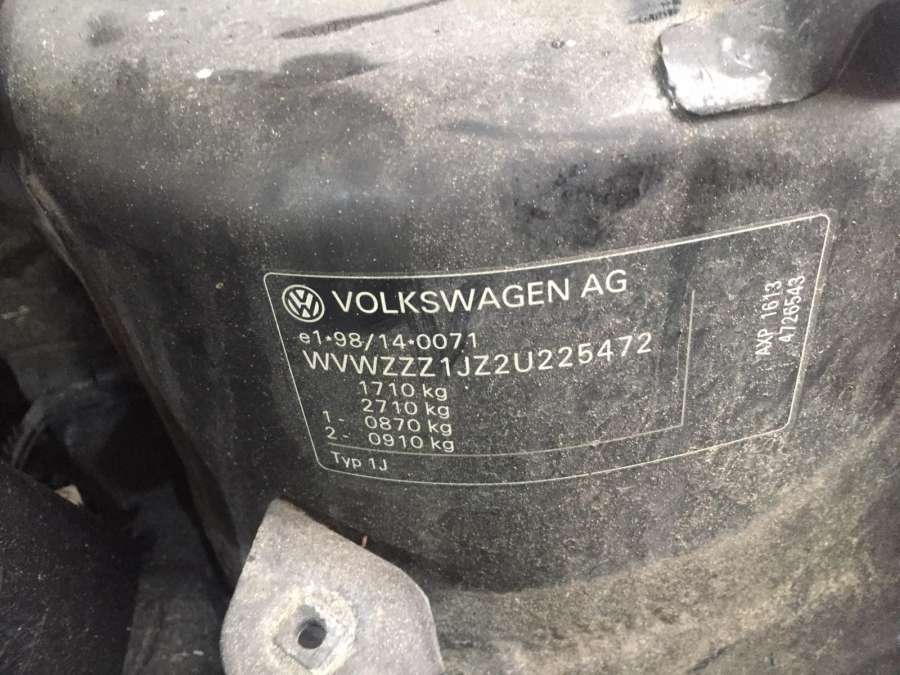 VOLKSWAGEN AG
e1*98/14*0071
WVWZZZ1JZ2U225472
1710 kg
2710 kg
1- 0870 kg
2- 0910 kg
Typ 1J
AXP 1613
4726543